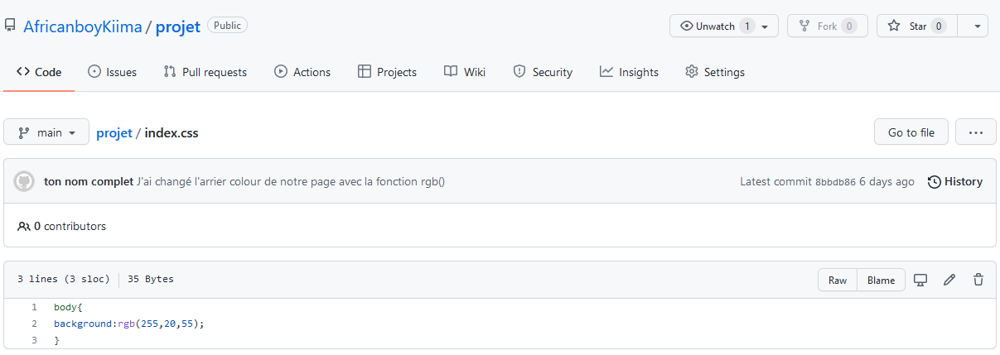 AfricanboyKiima / projet Public Unwatch 1 Fork 0 Star 0
Code Issues Pull requests Actions Projects Wiki Security Insights Settings
main projet / index.css Go to file ...
ton nom complet J'ai changé l'arrier colour de notre page avec la fonction rgb() Latest commit 8bbdb86 6 days ago History
0 contributors
3 lines (3 sloc) 35 Bytes Raw Blame
1 body{
2 background:rgb(255,20,55);
3 }